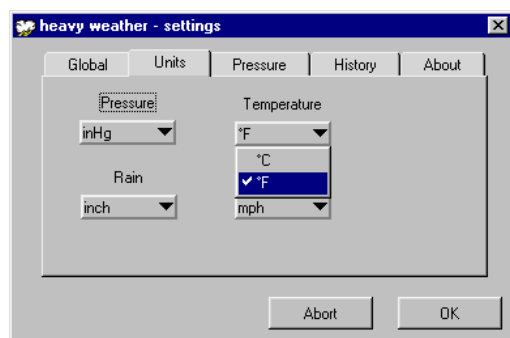 heavy weather - settings
Global Units Pressure History About
Pressure Temperature
inHg °F
°C
Rain °F
inch mph
Abort OK